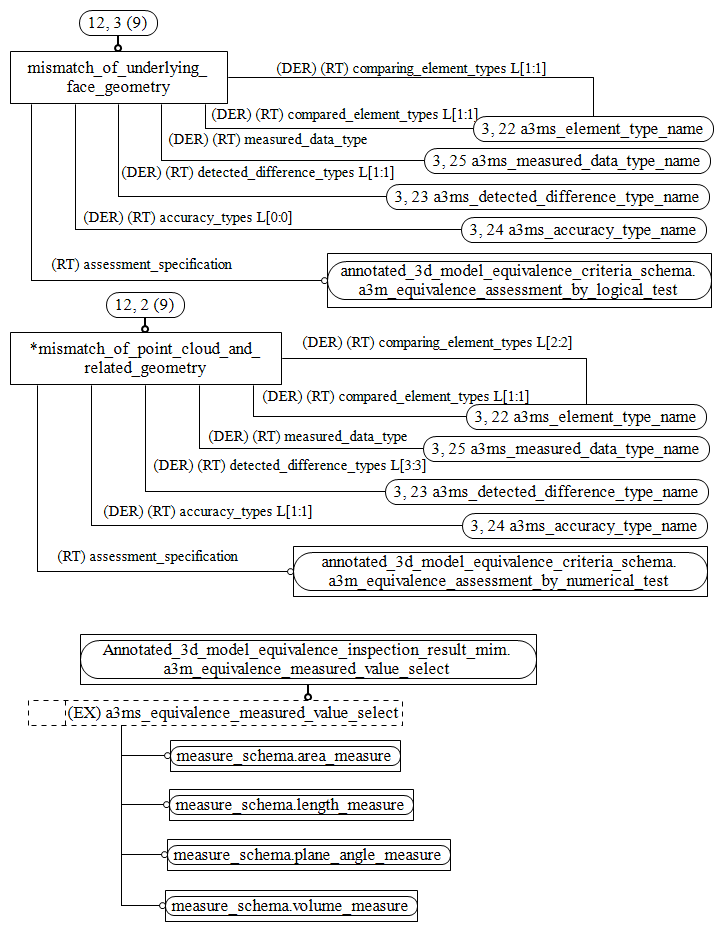 12, 3 (9)
mismatch_of_underlying_
face_geometry
(DER) (RT) comparing_element_types L[1:1]
(DER) (RT) compared_element_types L[1:1]
3, 22 a3ms_element_type_name
(DER) (RT) measured_data_type
3, 25 a3ms_measured_data_type_name
(DER) (RT) detected_difference_types L[1:1]
3, 23 a3ms_detected_difference_type_name
(DER) (RT) accuracy_types L[0:0]
3, 24 a3ms_accuracy_type_name
(RT) assessment_specification
annotated_3d_model_equivalence_criteria_schema.
a3m_equivalence_assessment_by_logical_test
12, 2 (9)
*mismatch_of_point_cloud_and_
related_geometry
(DER) (RT) comparing_element_types L[2:2]
(DER) (RT) compared_element_types L[1:1]
3, 22 a3ms_element_type_name
(DER) (RT) measured_data_type
3, 25 a3ms_measured_data_type_name
(DER) (RT) detected_difference_types L[3:3]
3, 23 a3ms_detected_difference_type_name
(DER) (RT) accuracy_types L[1:1]
3, 24 a3ms_accuracy_type_name
(RT) assessment_specification
annotated_3d_model_equivalence_criteria_schema.
a3m_equivalence_assessment_by_numerical_test
Annotated_3d_model_equivalence_inspection_result_mim.
a3m_equivalence_measured_value_select
(EX) a3ms_equivalence_measured_value_select
measure_schema.area_measure
measure_schema.length_measure
measure_schema.plane_angle_measure
measure_schema.volume_measure